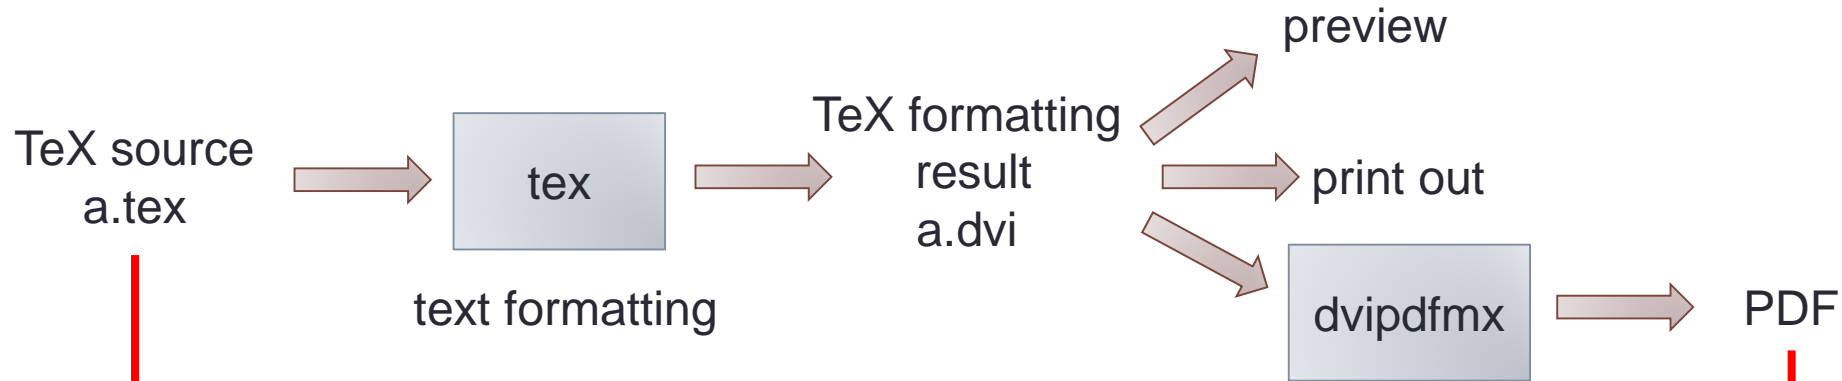 TeX source
a.tex
tex
text formatting
TeX formatting
result
a.dvi
preview
print out
dvipdfmx
PDF